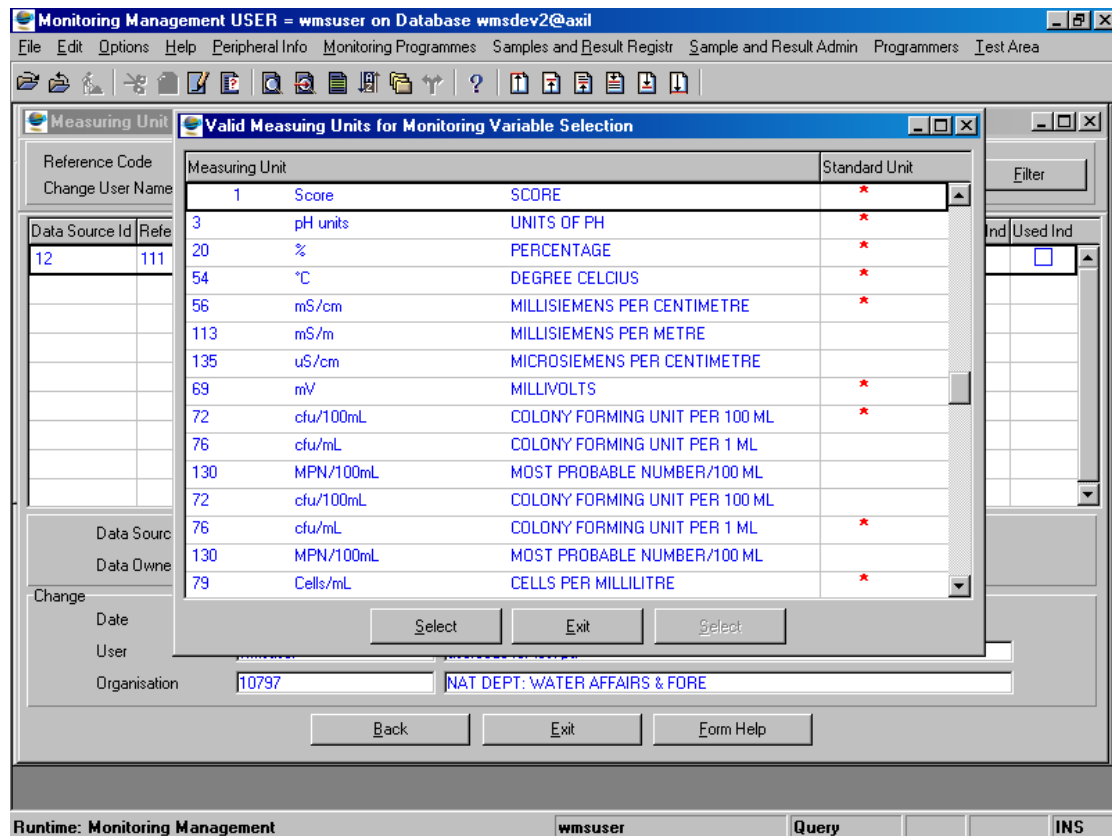 Monitoring Management USER = wmsuser on Database wmsdev2@axil
File Edit Options Help Peripheral Info Monitoring Programmes Samples and Result Registr Sample and Result Admin Programmers Test Area
Measuring Unit
Valid Measuing Units for Monitoring Variable Selection
Reference Code
Change User Name
Filter
Measuring Unit Standard Unit
Data Source Id Refe nd Used Ind
12 111
1 Score SCORE *
3 pH units UNITS OF PH *
20 % PERCENTAGE *
54 °C DEGREE CELCIUS *
56 mS/cm MILLISIEMENS PER CENTIMETRE *
113 mS/m MILLISIEMENS PER METRE
135 uS/cm MICROSIEMENS PER CENTIMETRE
69 mV MILLIVOLTS *
72 cfu/100mL COLONY FORMING UNIT PER 100 ML *
76 cfu/mL COLONY FORMING UNIT PER 1 ML
130 MPN/100mL MOST PROBABLE NUMBER/100 ML
72 cfu/100mL COLONY FORMING UNIT PER 100 ML
76 cfu/mL COLONY FORMING UNIT PER 1 ML *
130 MPN/100mL MOST PROBABLE NUMBER/100 ML
79 Cells/mL CELLS PER MILLILITRE *
Select Exit Select
Data Sourc
Data Owne
Change
Date
User
Organisation 10797 NAT DEPT: WATER AFFAIRS & FORE
Back Exit Form Help
Runtime: Monitoring Management wmsuser Query INS